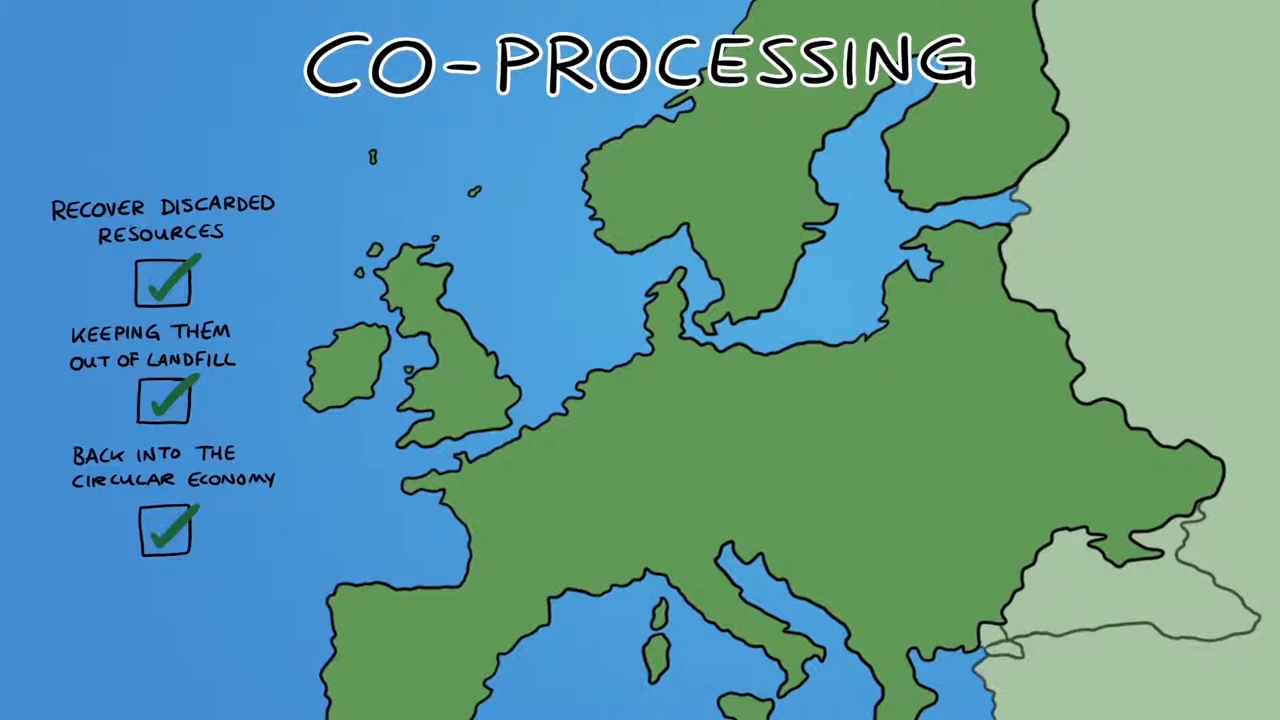 CO-PROCESSING
RECOVER DISCARDED
RESOURCES
KEEPING THEM
OUT OF LANDFILL
BACK INTO THE
CIRCULAR ECONOMY